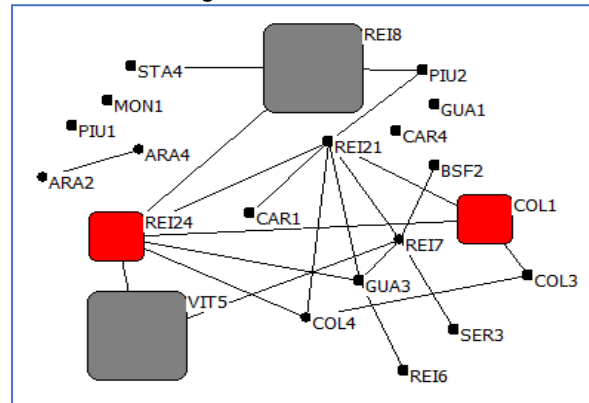 REI8
STA4
PIU2
MON1
GUA1
PIU1
CAR4
ARA4
REI21
BSF2
ARA2
COL1
CAR1
REI24
REI7
COL3
GUA3
VIT5
COL4
SER3
REI6